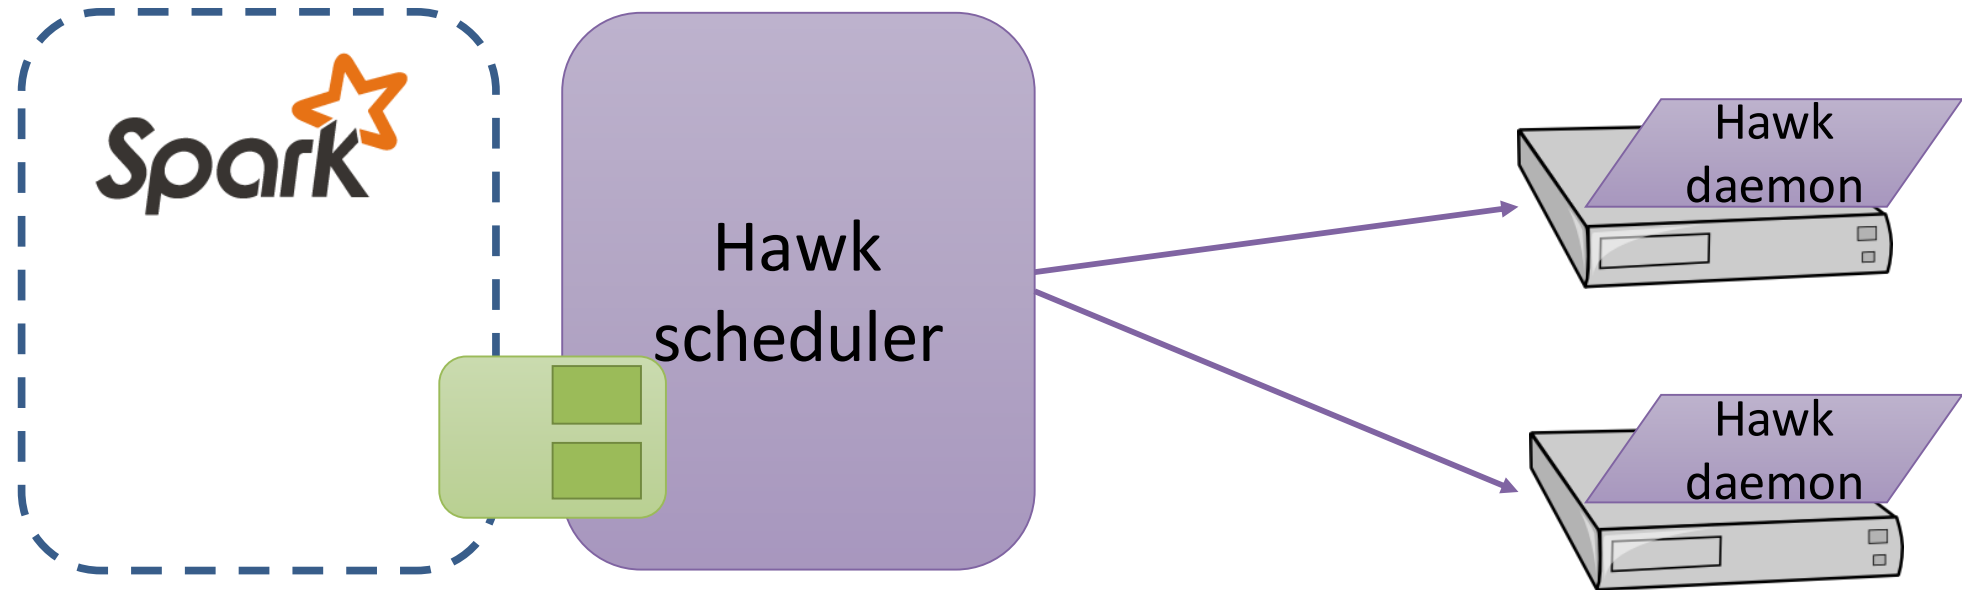 Spark
Hawk
scheduler
Hawk
daemon
Hawk
daemon